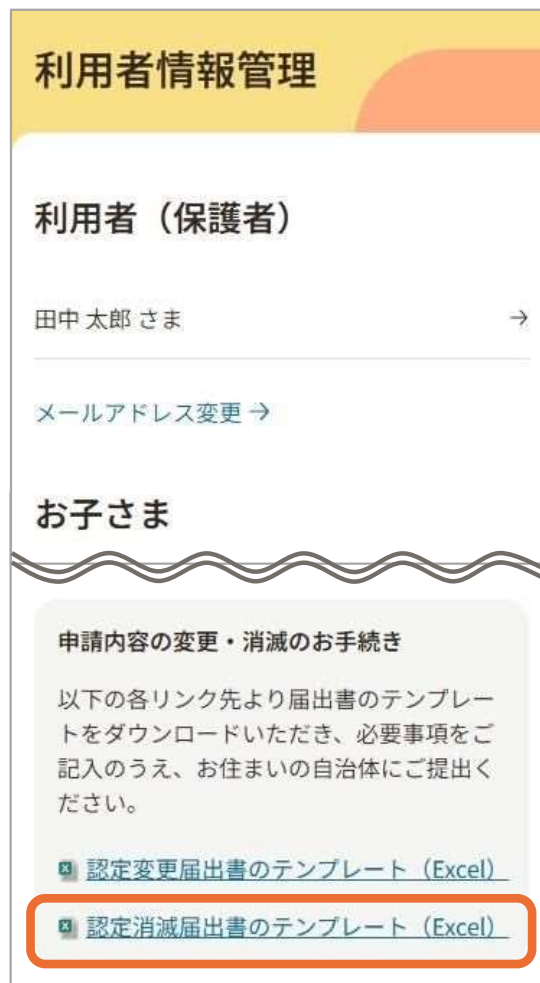 利用者情報管理
利用者（保護者）
田中 太郎 さま →
メールアドレス変更 →
お子さま
申請内容の変更・消滅のお手続き
以下の各リンク先より届出書のテンプレー
トをダウンロードいただき、必要事項をご
記入のうえ、お住まいの自治体にご提出く
ださい。
認定変更届出書のテンプレート（Excel）
認定消滅届出書のテンプレート（Excel）